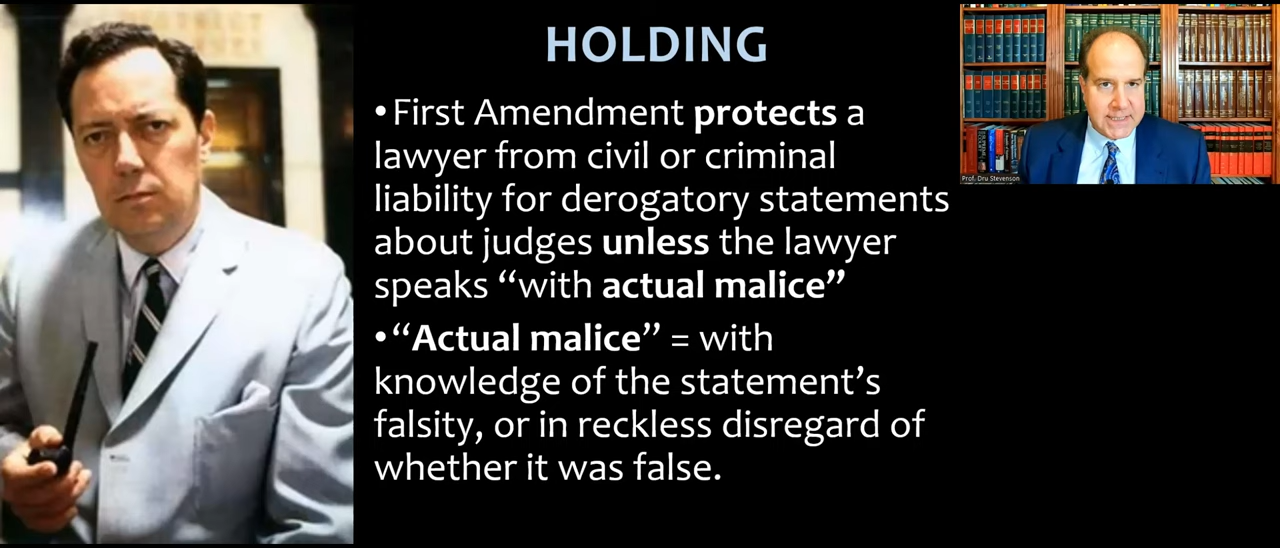 HOLDING
•First Amendment protects a
lawyer from civil or criminal
liability for derogatory statements
about judges unless the lawyer
speaks “with actual malice”
•“Actual malice” = with
knowledge of the statement’s
falsity, or in reckless disregard of
whether it was false.
Prof. Dru Stevenson